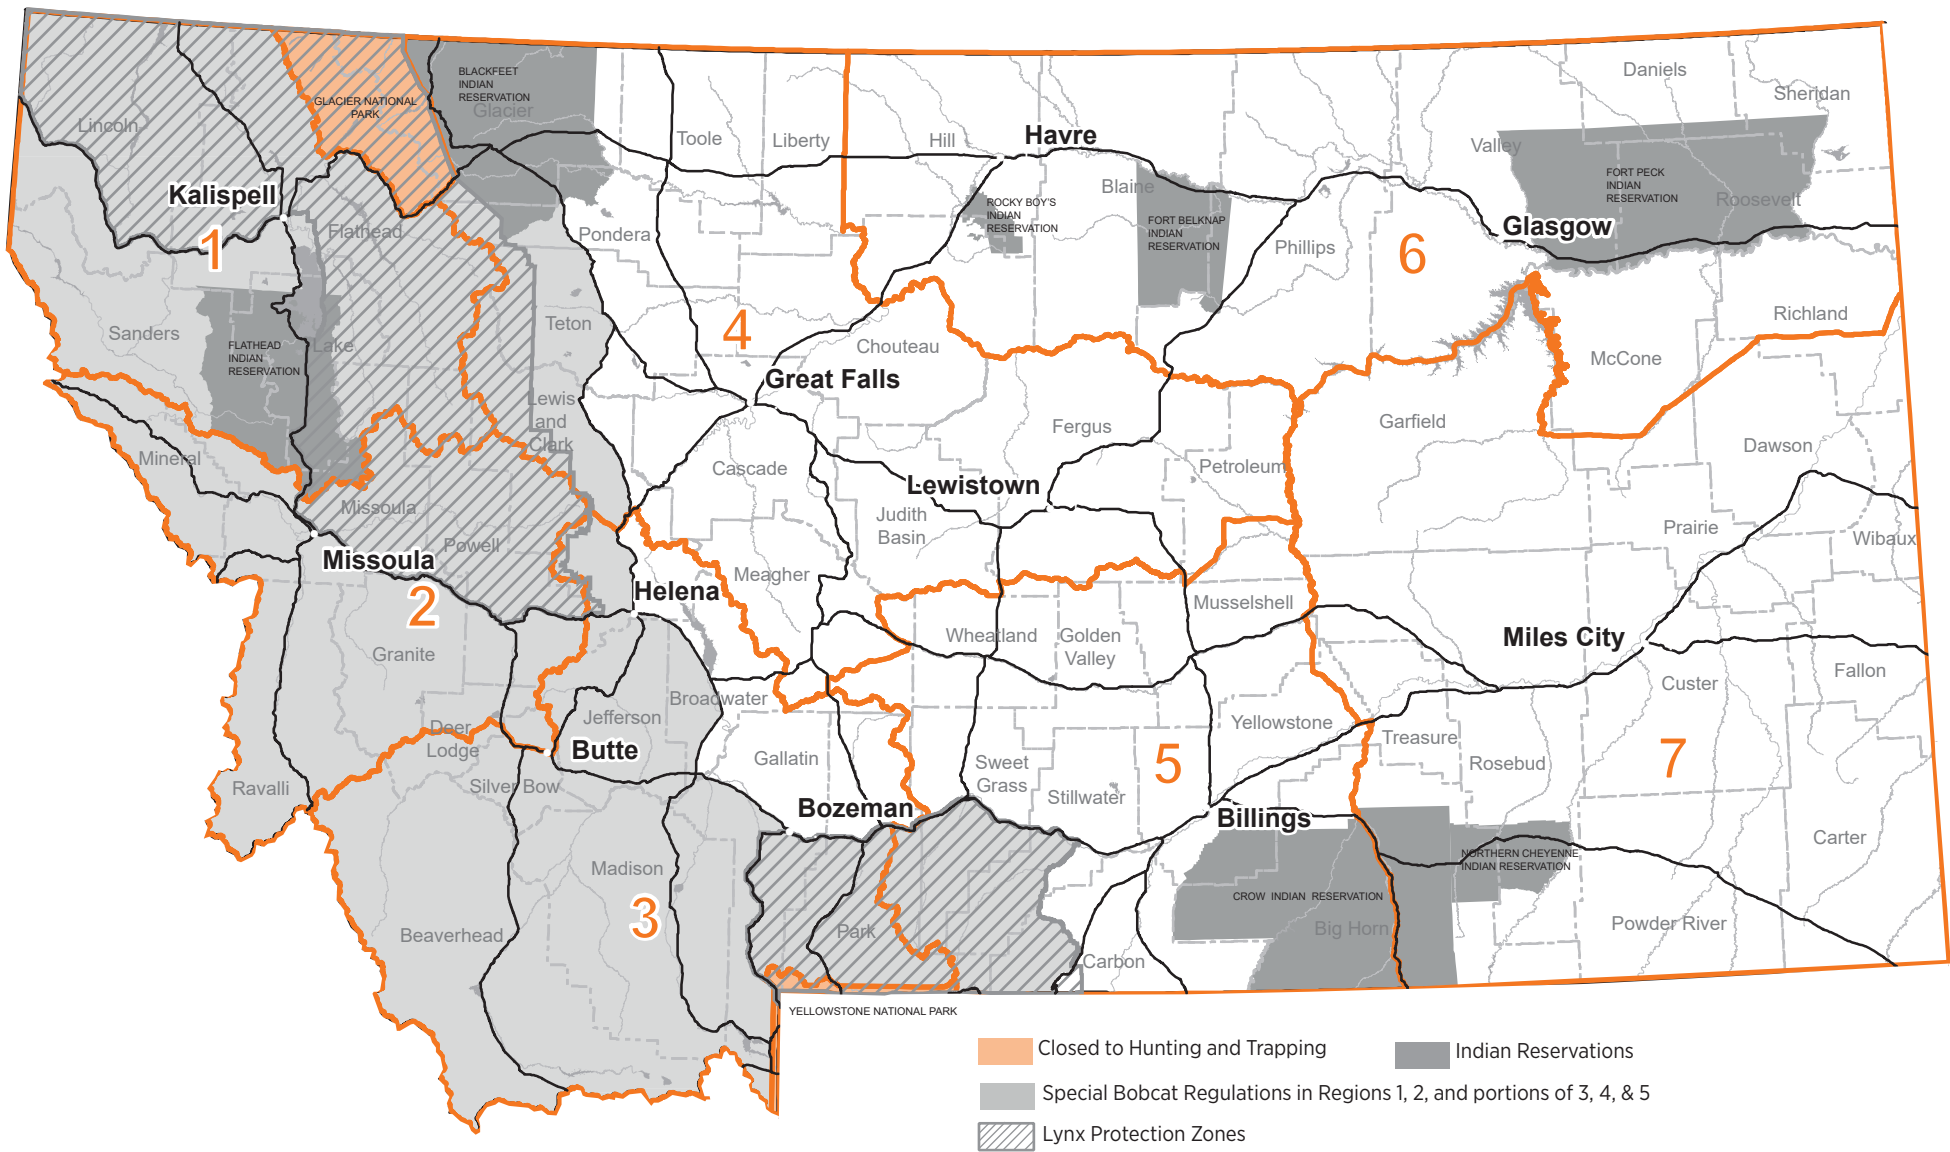 Daniels
Sheridan
BLACKFEET
INDIAN
RESERVATION
Glacier
GLACIER NATIONAL
PARK
Lincoln
Toole
Liberty
Hill
Havre
Valley
FORT PECK
INDIAN
RESERVATION
Roosevelt
Kalispell
Blaine
ROCKY BOY'S
INDIAN
RESERVATION
FORT BELKNAP
INDIAN
RESERVATION
Glasgow
1
Flathead
Pondera
Phillips
6
Sanders
FLATHEAD
INDIAN
RESERVATION
Lake
Teton
4
Chouteau
Richland
McCone
Great Falls
Lewis
and
Clark
Fergus
Garfield
Mineral
Cascade
Petroleum
Dawson
Lewistown
Missoula
Judith
Basin
Prairie
Wibaux
Powell
Missoula
Meagher
Helena
2
Musselshell
Wheatland
Golden
Valley
Miles City
Granite
Broadwater
Custer
Fallon
Deer
Lodge
Jefferson
Butte
Yellowstone
Treasure
Gallatin
Sweet
Grass
5
Rosebud
7
Ravalli
Silver Bow
Stillwater
Bozeman
Billings
Carter
Madison
NORTHERN CHEYENNE
INDIAN RESERVATION
CROW INDIAN RESERVATION
3
Beaverhead
Park
Big Horn
Powder River
Carbon
YELLOWSTONE NATIONAL PARK
Closed to Hunting and Trapping
Indian Reservations
Special Bobcat Regulations in Regions 1, 2, and portions of 3, 4, & 5
Lynx Protection Zones